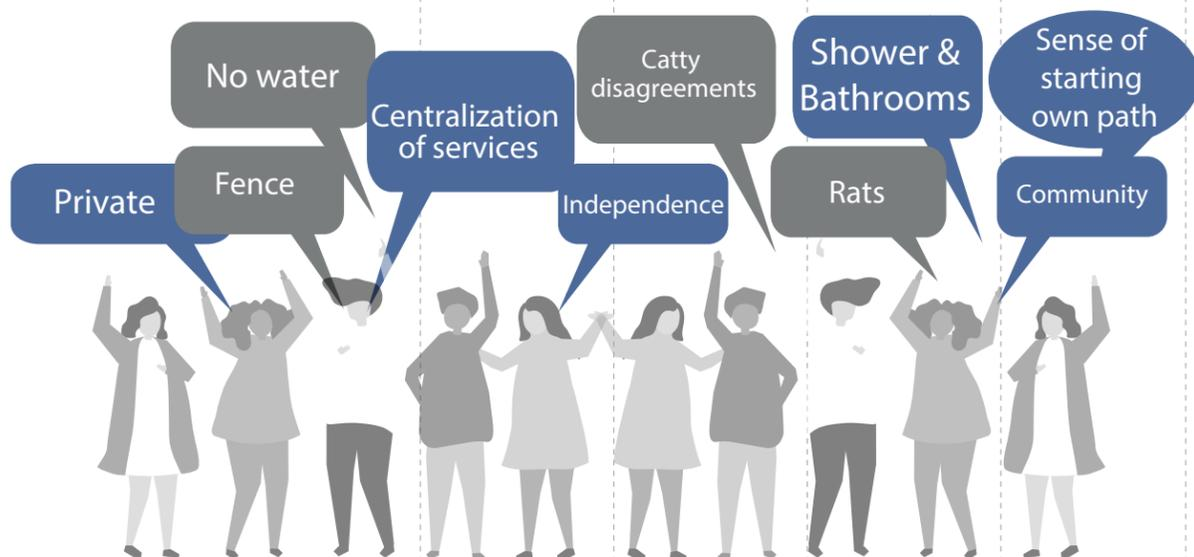 No water
Centralization
of services
Catty
disagreements
Shower &
Bathrooms
Sense of
starting
own path
Private
Fence
Independence
Rats
Community